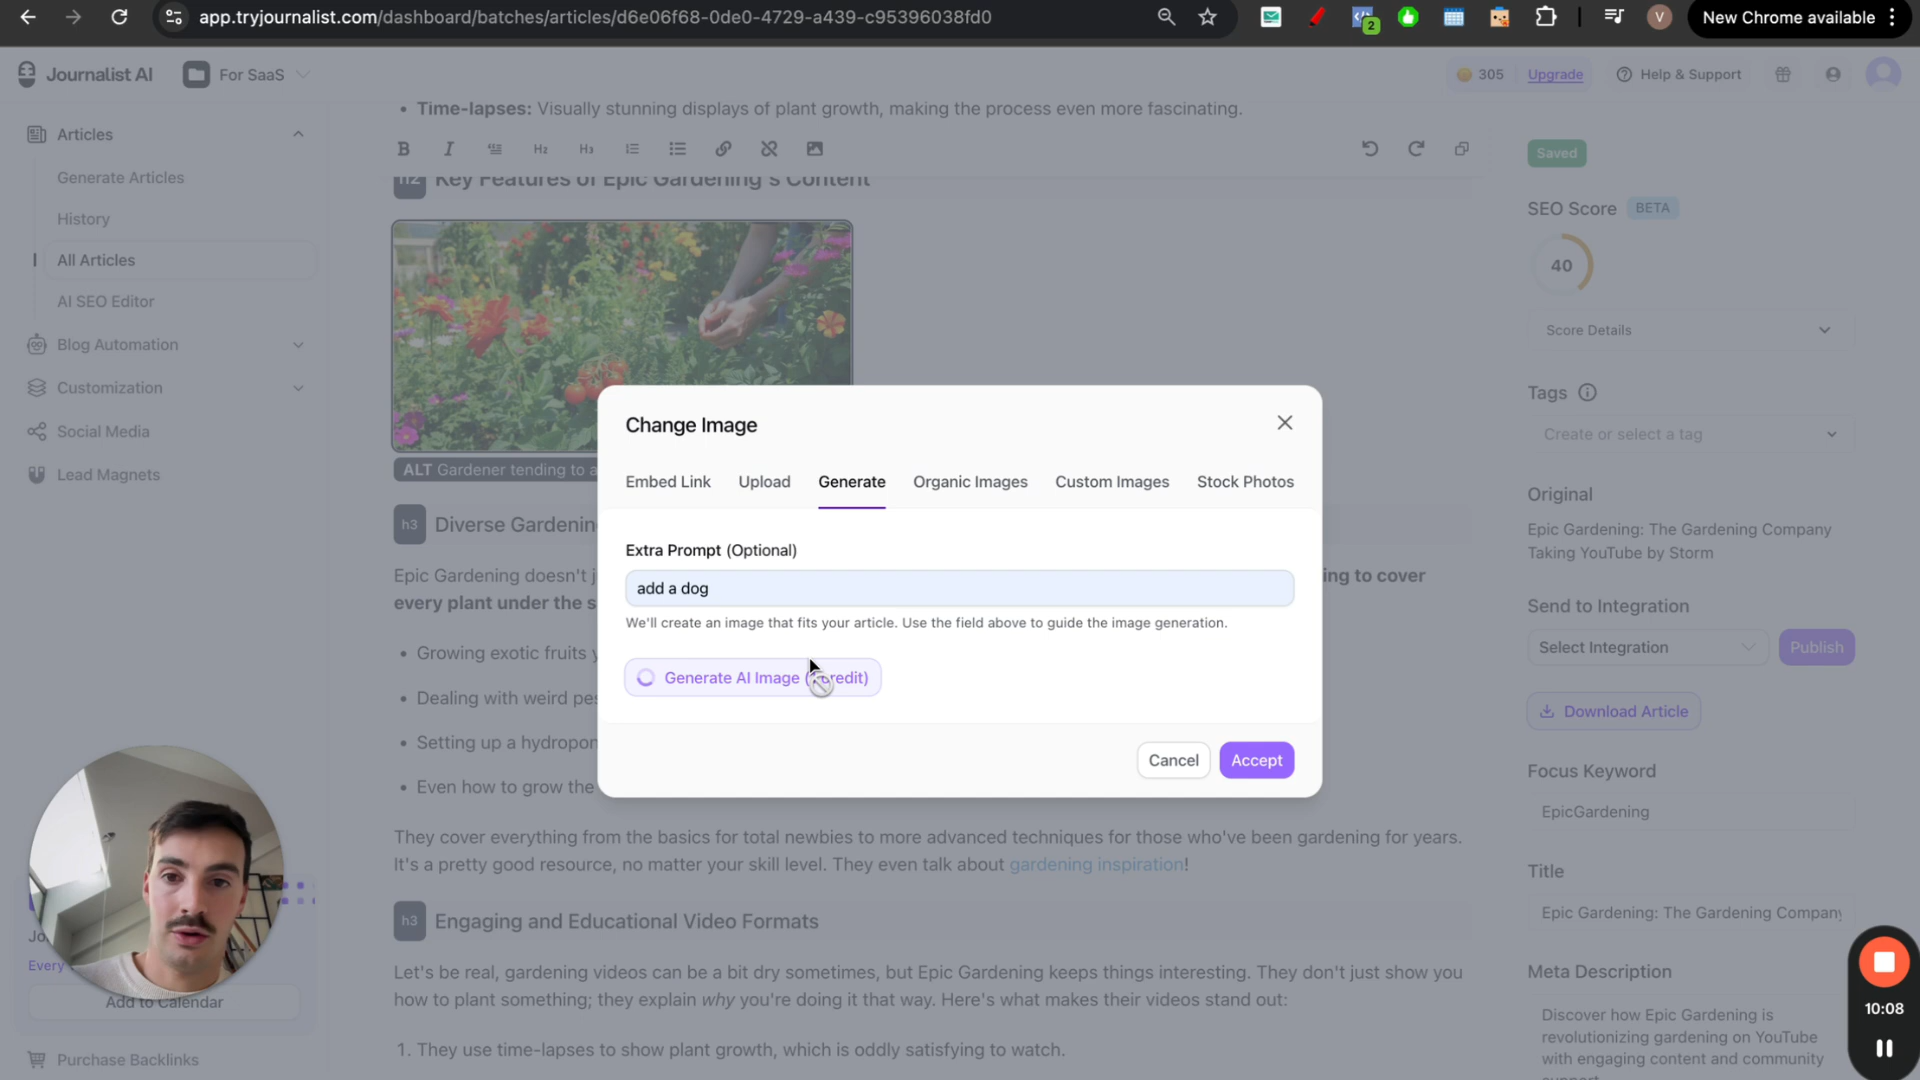 app.tryjournalist.com/dashboard/batches/articles/d6e06f68-0de0-4729-a439-c95396038fd0
2
V
New Chrome available
Journalist AI
For SaaS
305
Upgrade
Help & Support
Articles
Generate Articles
History
All Articles
AI SEO Editor
Blog Automation
Customization
Social Media
Lead Magnets
Every
Add to Calendar
Purchase Backlinks
• Time-lapses: Visually stunning displays of plant growth, making the process even more fascinating.
B I H2 H3
h2 Key Features of Epic Gardening's Content
ALT Gardener tending to a
h3 Diverse Gardenin
Epic Gardening doesn't j
ing to cover
every plant under the s
• Growing exotic fruits y
• Dealing with weird pes
• Setting up a hydropon
• Even how to grow the
They cover everything from the basics for total newbies to more advanced techniques for those who've been gardening for years.
It's a pretty good resource, no matter your skill level. They even talk about gardening inspiration!
h3 Engaging and Educational Video Formats
Let's be real, gardening videos can be a bit dry sometimes, but Epic Gardening keeps things interesting. They don't just show you
how to plant something; they explain why you're doing it that way. Here's what makes their videos stand out:
1. They use time-lapses to show plant growth, which is oddly satisfying to watch.
Change Image
Embed Link Upload Generate Organic Images Custom Images Stock Photos
Extra Prompt (Optional)
add a dog
We'll create an image that fits your article. Use the field above to guide the image generation.
Generate AI Image
Cancel
Accept
Saved
SEO Score BETA
40
Score Details
Tags
Create or select a tag
Original
Epic Gardening: The Gardening Company
Taking YouTube by Storm
Send to Integration
Select Integration
Publish
Download Article
Focus Keyword
EpicGardening
Title
Epic Gardening: The Gardening Company
Meta Description
Discover how Epic Gardening is
revolutionizing gardening on YouTube
with engaging content and community
10:08